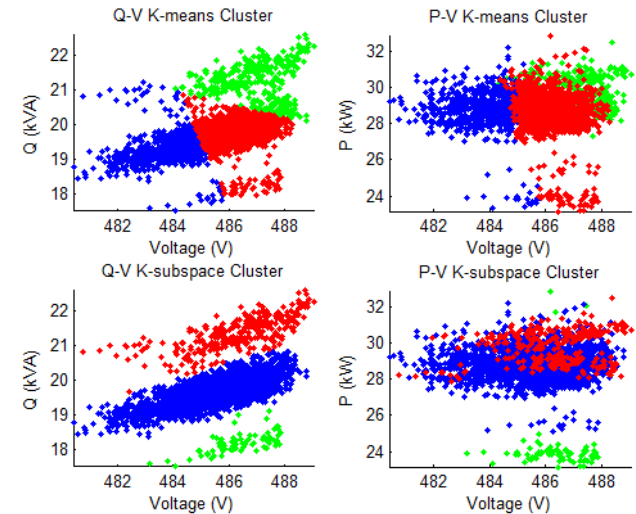 Q-V K-means Cluster
P-V K-means Cluster
22
21
20
19
18
Q (kVA)
482 484 486 488
Voltage (V)
32
30
28
26
24
P (kW)
482 484 486 488
Voltage (V)
Q-V K-subspace Cluster
P-V K-subspace Cluster
22
21
20
19
18
Q (kVA)
482 484 486 488
Voltage (V)
32
30
28
26
24
P (kW)
482 484 486 488
Voltage (V)